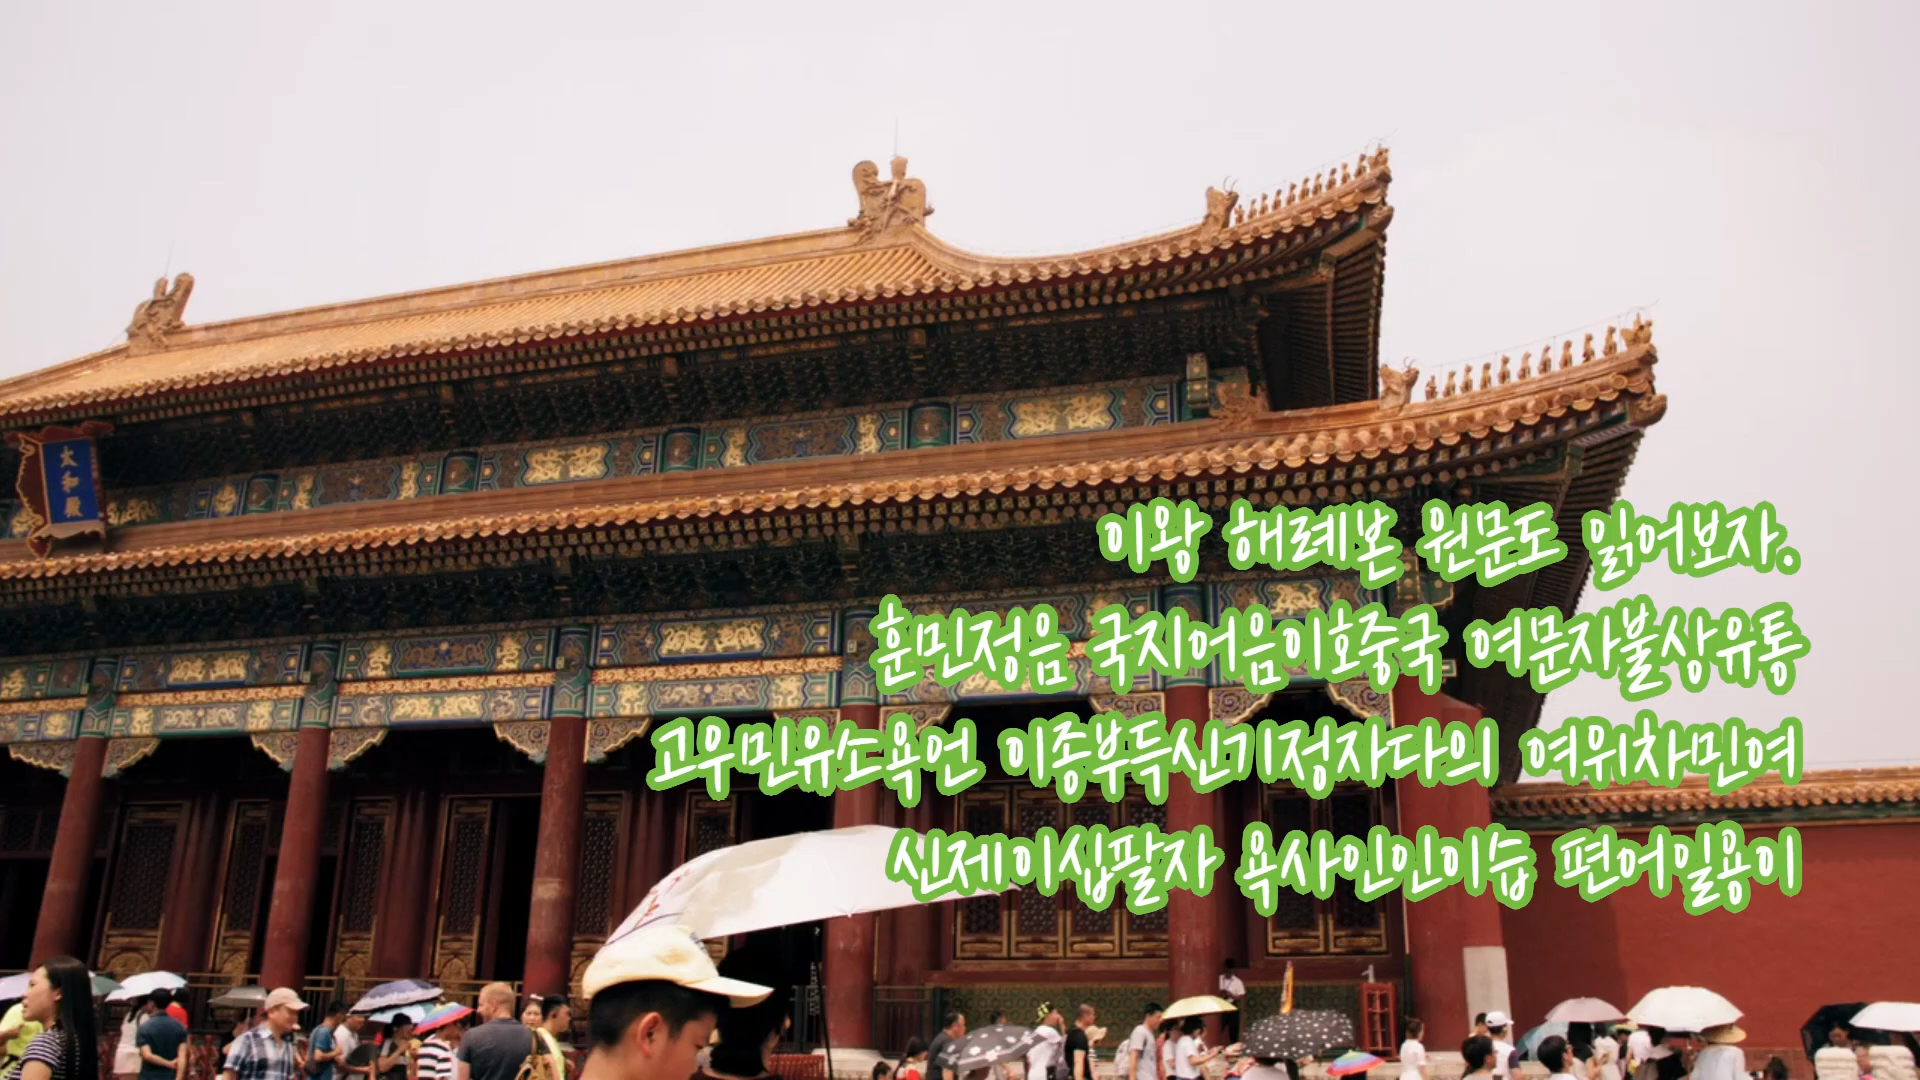 太和殿
이왕 해례본 원문도 읽어보자.
훈민정음 국지어음이호중국 여문자불상유통
고우민유소욕언 이종부득신기정자다의 여위차민여
신제이십팔자 욕사인인이습 편어일용이